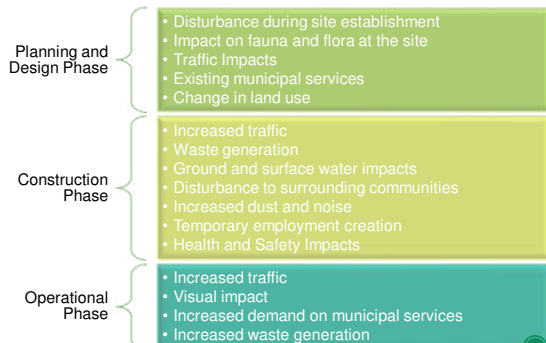 Planning and
Design Phase
• Disturbance during site establishment
• Impact on fauna and flora at the site
• Traffic Impacts
• Existing municipal services
• Change in land use
Construction
Phase
• Increased traffic
• Waste generation
• Ground and surface water impacts
• Disturbance to surrounding communities
• Increased dust and noise
• Temporary employment creation
• Health and Safety Impacts
Operational
Phase
• Increased traffic
• Visual impact
• Increased demand on municipal services
• Increased waste generation